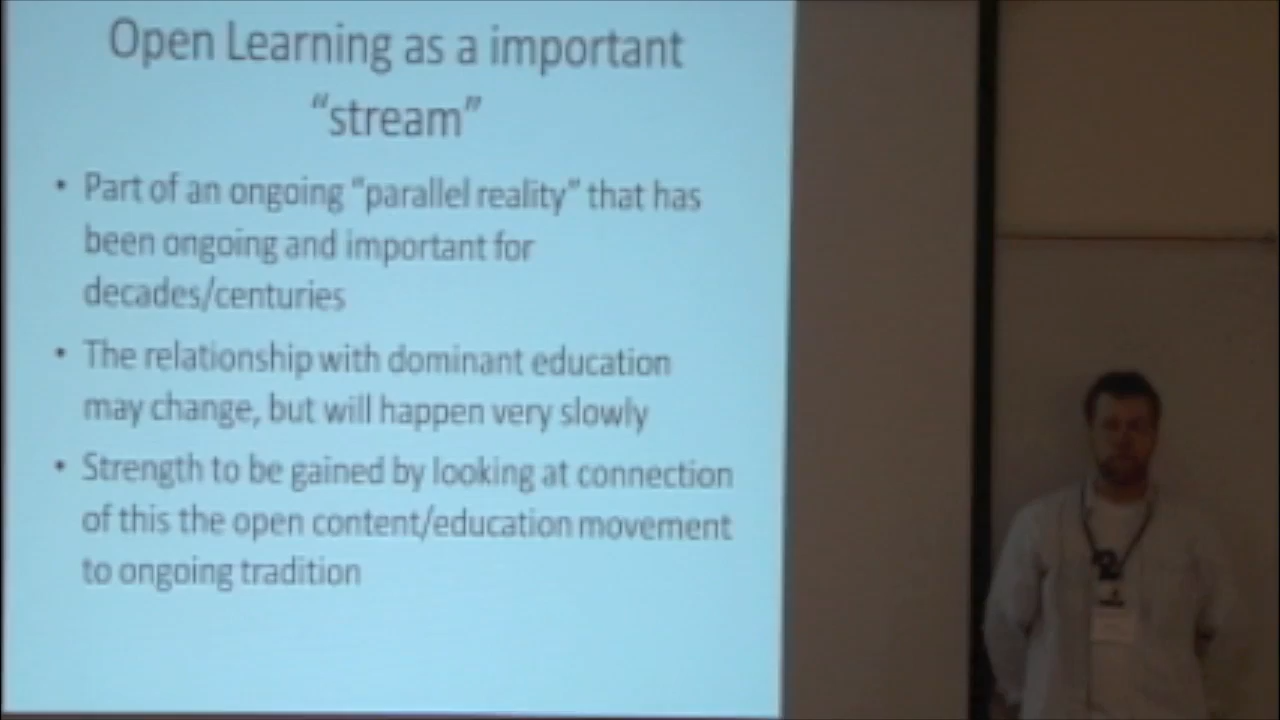 Open Learning as a important
“stream”
• Part of an ongoing “parallel reality” that has
been ongoing and important for
decades/centuries
• The relationship with dominant education
may change, but will happen very slowly
• Strength to be gained by looking at connection
of this the open content/education movement
to ongoing tradition